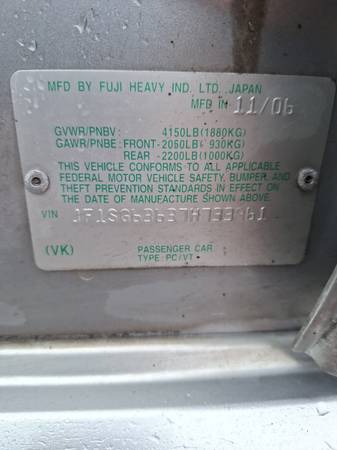 MFD BY FUJI HEAVY IND. LTD. JAPAN
MFD IN 11/06
GVWR/PNBV: 4150LB(1880KG)
GAWR/PNBE: FRONT-2060LB( 930KG)
REAR -2200LB(1000KG)
THIS VEHICLE CONFORMS TO ALL APPLICABLE
FEDERAL MOTOR VEHICLE SAFETY, BUMPER, AND
THEFT PREVENTION STANDARDS IN EFFECT ON
THE DATE OF MANUFACTURE SHOWN ABOVE.
VIN
(VK)
PASSENGER CAR
TYPE: PC/VT